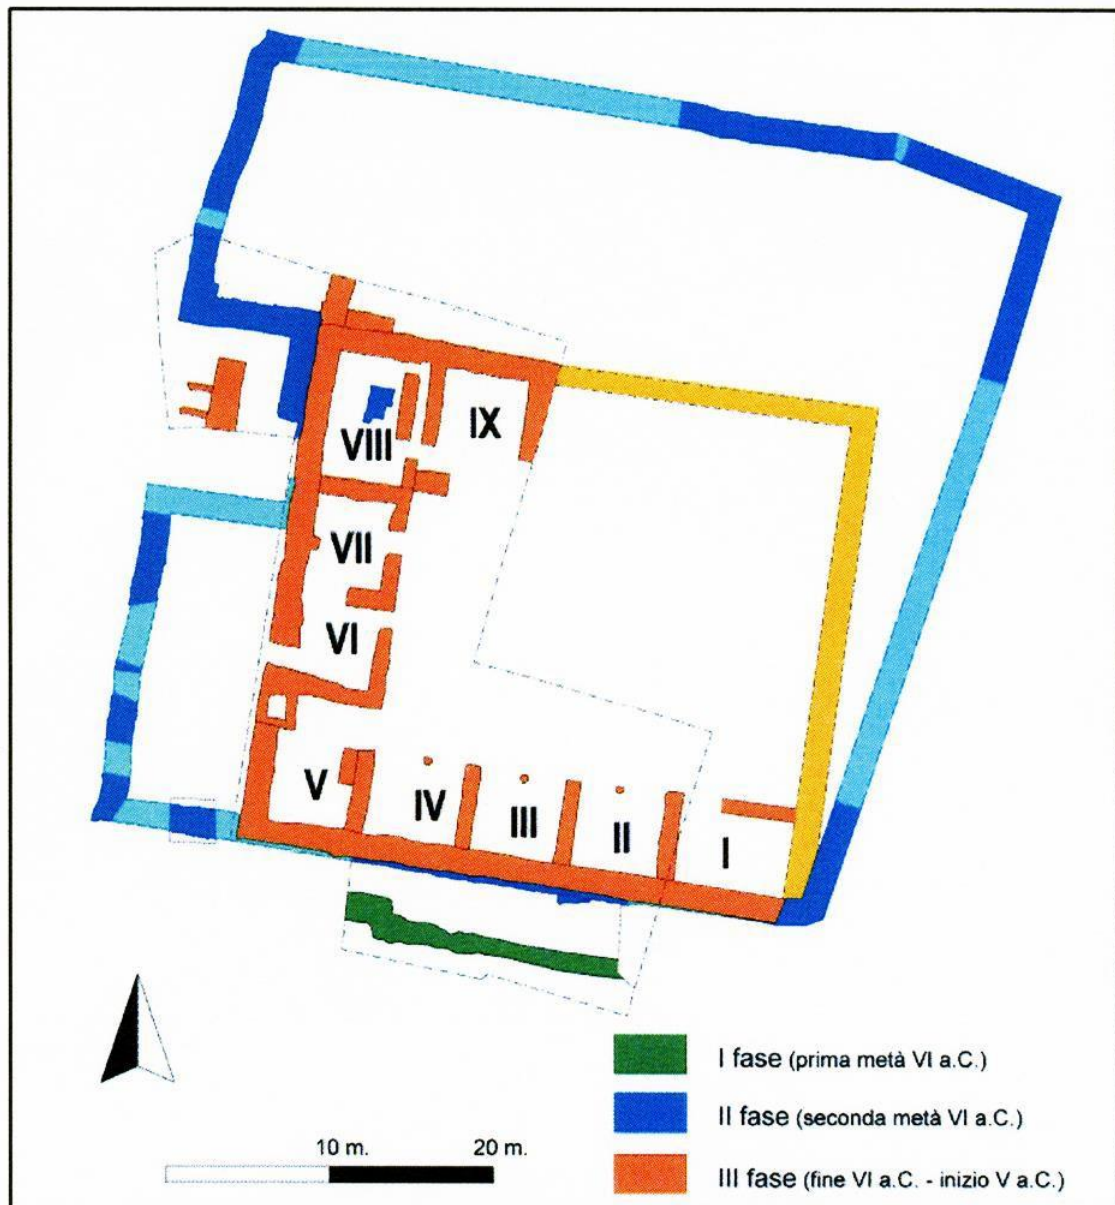 IX
VIII
VII
VI
V
IV
III
II
I
I fase (prima metà VI a.C.)
II fase (seconda metà VI a.C.)
III fase (fine VI a.C. - inizio V a.C.)
10 m.
20 m.